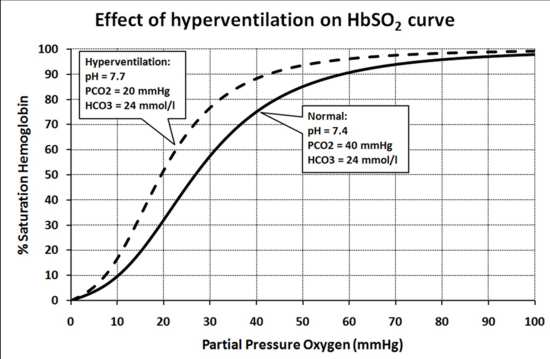 Effect of hyperventilation on HbSO₂ curve
% Saturation Hemoglobin
100
90
80
70
60
50
40
30
20
10
0
Hyperventilation:
pH = 7.7
PCO2 = 20 mmHg
HCO3 = 24 mmol/l
Normal:
pH = 7.4
PCO2 = 40 mmHg
HCO3 = 24 mmol/l
0 10 20 30 40 50 60 70 80 90 100
Partial Pressure Oxygen (mmHg)